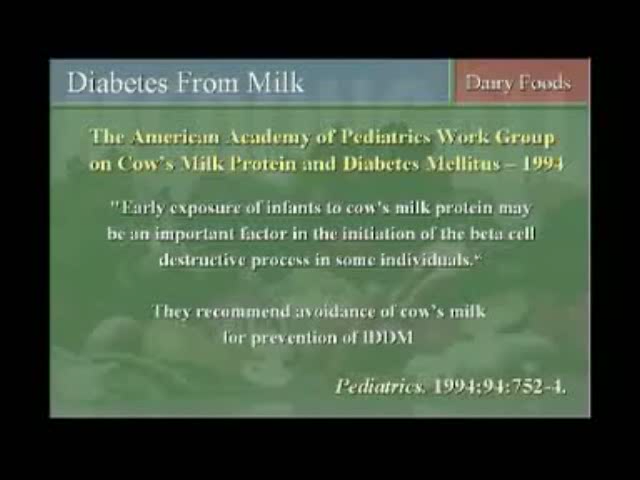 Diabetes From Milk
Dairy Foods
The American Academy of Pediatrics Work Group
on Cow's Milk Protein and Diabetes Mellitus – 1994
"Early exposure of infants to cow's milk protein may
be an important factor in the initiation of the beta cell
destructive process in some individuals."
They recommend avoidance of cow's milk
for prevention of IDDM
Pediatrics. 1994;94:752-4.